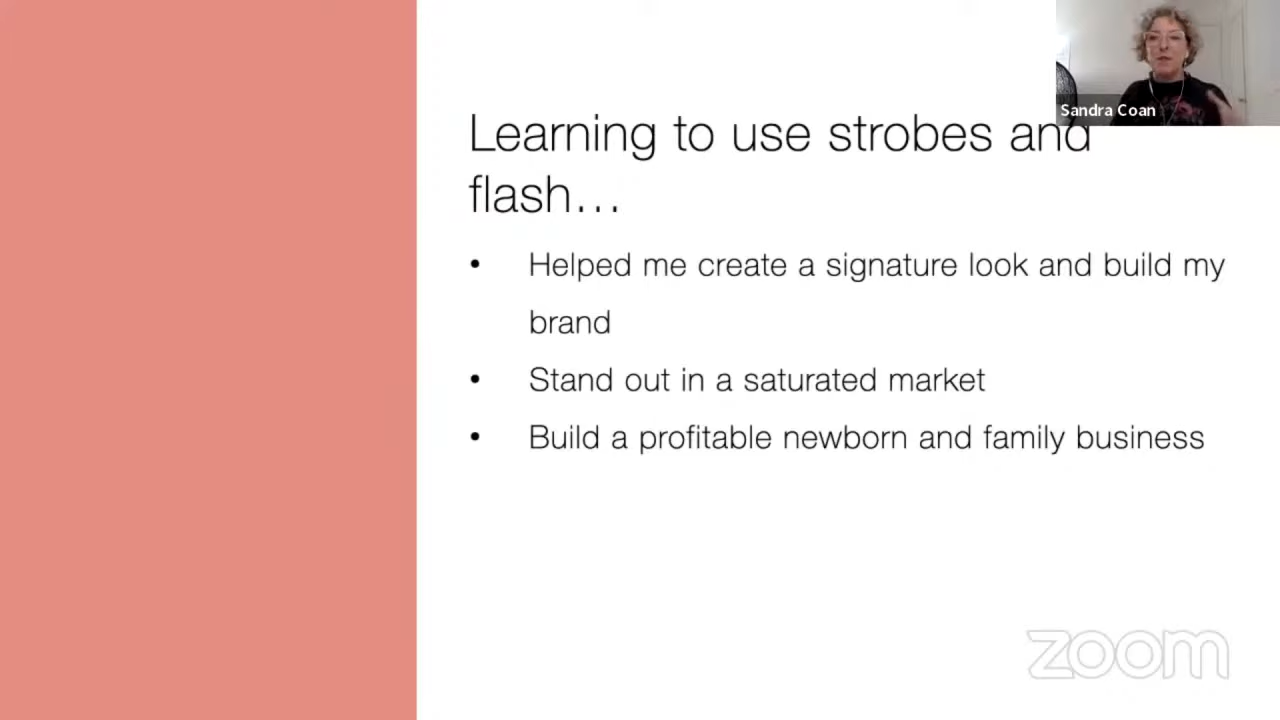 Sandra Coan
Learning to use strobes and
flash...
• Helped me create a signature look and build my
brand
• Stand out in a saturated market
• Build a profitable newborn and family business
zoom